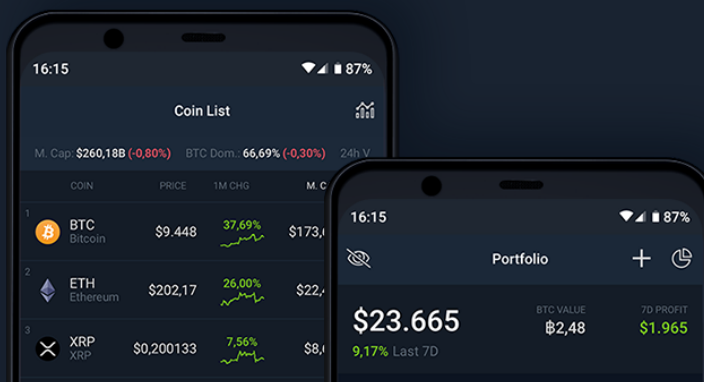 16:15 87%
Coin List
M. Cap: $260,18B (-0,80%) BTC Dom.: 66,69% (-0,30%) 24h V
COIN PRICE 1M CHG M. C
1 BTC $9.448 37,69% $173,
Bitcoin
2 ETH $202,17 26,00% $22,
Ethereum
3 XRP $0,200133 7,56% $8,
XRP
16:15 87%
Portfolio
$23.665 BTC VALUE 7D PROFIT
฿2,48 $1.965
9,17% Last 7D